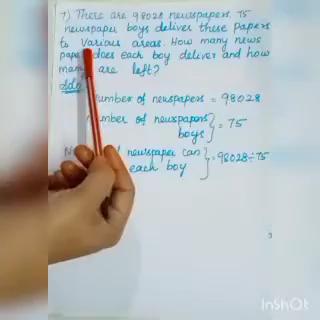 7) There are 98028 newspapers. 75
newspaper boys deliver these papers
to various areas. How many news
paper does each boy deliver and how
many are left?
Soln
Number of newspapers = 98028
Number of newspapers
boys } = 75
newspaper can
each boy } = 98028÷75
InShOt